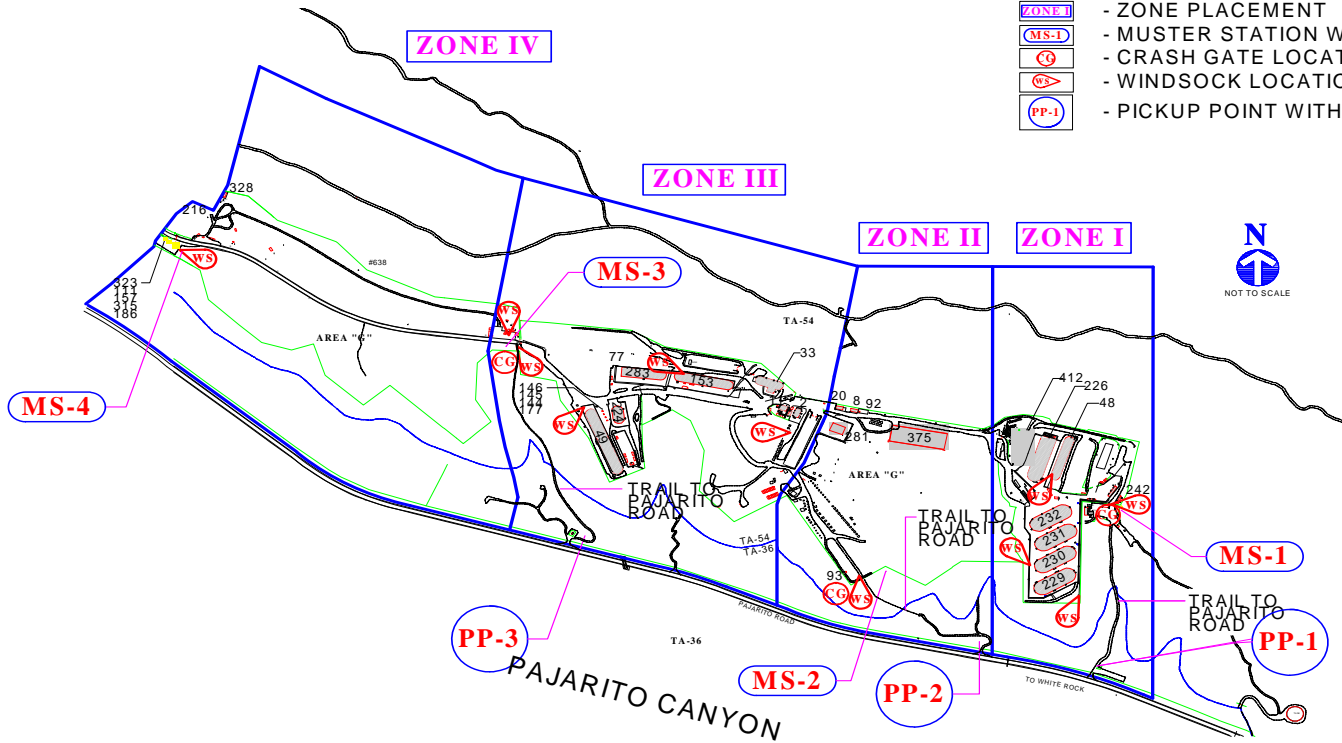 ZONE I - ZONE PLACEMENT
MS-1 - MUSTER STATION W
CG - CRASH GATE LOCAT
WS - WINDSOCK LOCATIO
PP-1 - PICKUP POINT WITH
ZONE IV
ZONE III
ZONE II
ZONE I
N
NOT TO SCALE
328
216
WS
323
111
157
315
186
#638
AREA "G"
MS-4
MS-3
WS
CG
WS
TA-54
77
283
WS
153
33
146
145
144
177
WS
49
224
WS
20
8
92
281
375
AREA "G"
412
226
48
WS
242
WS
CG
232
231
230
229
WS
WS
MS-1
TRAIL TO
PAJARITO
ROAD
TRAIL TO
PAJARITO
ROAD
TRAIL TO
PAJARITO
ROAD
TA-54
TA-36
93
CG
WS
PAJARITO ROAD
TA-36
PP-3
PP-1
MS-2
PP-2
TO WHITE ROCK
PAJARITO CANYON